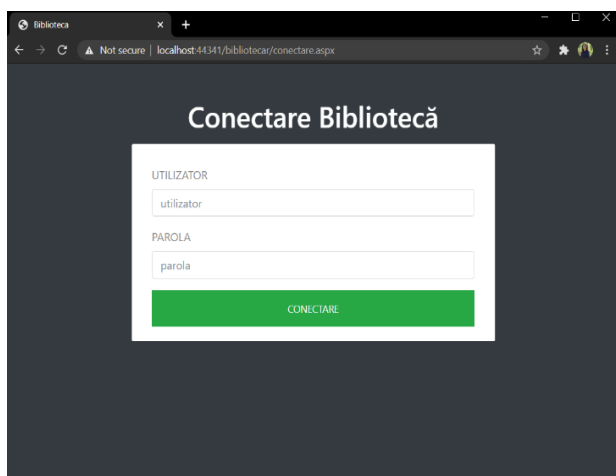 Biblioteca
Not secure | localhost:44341/bibliotecar/conectare.aspx
Conectare Bibliotecă
UTILIZATOR
utilizator
PAROLA
parola
CONECTARE